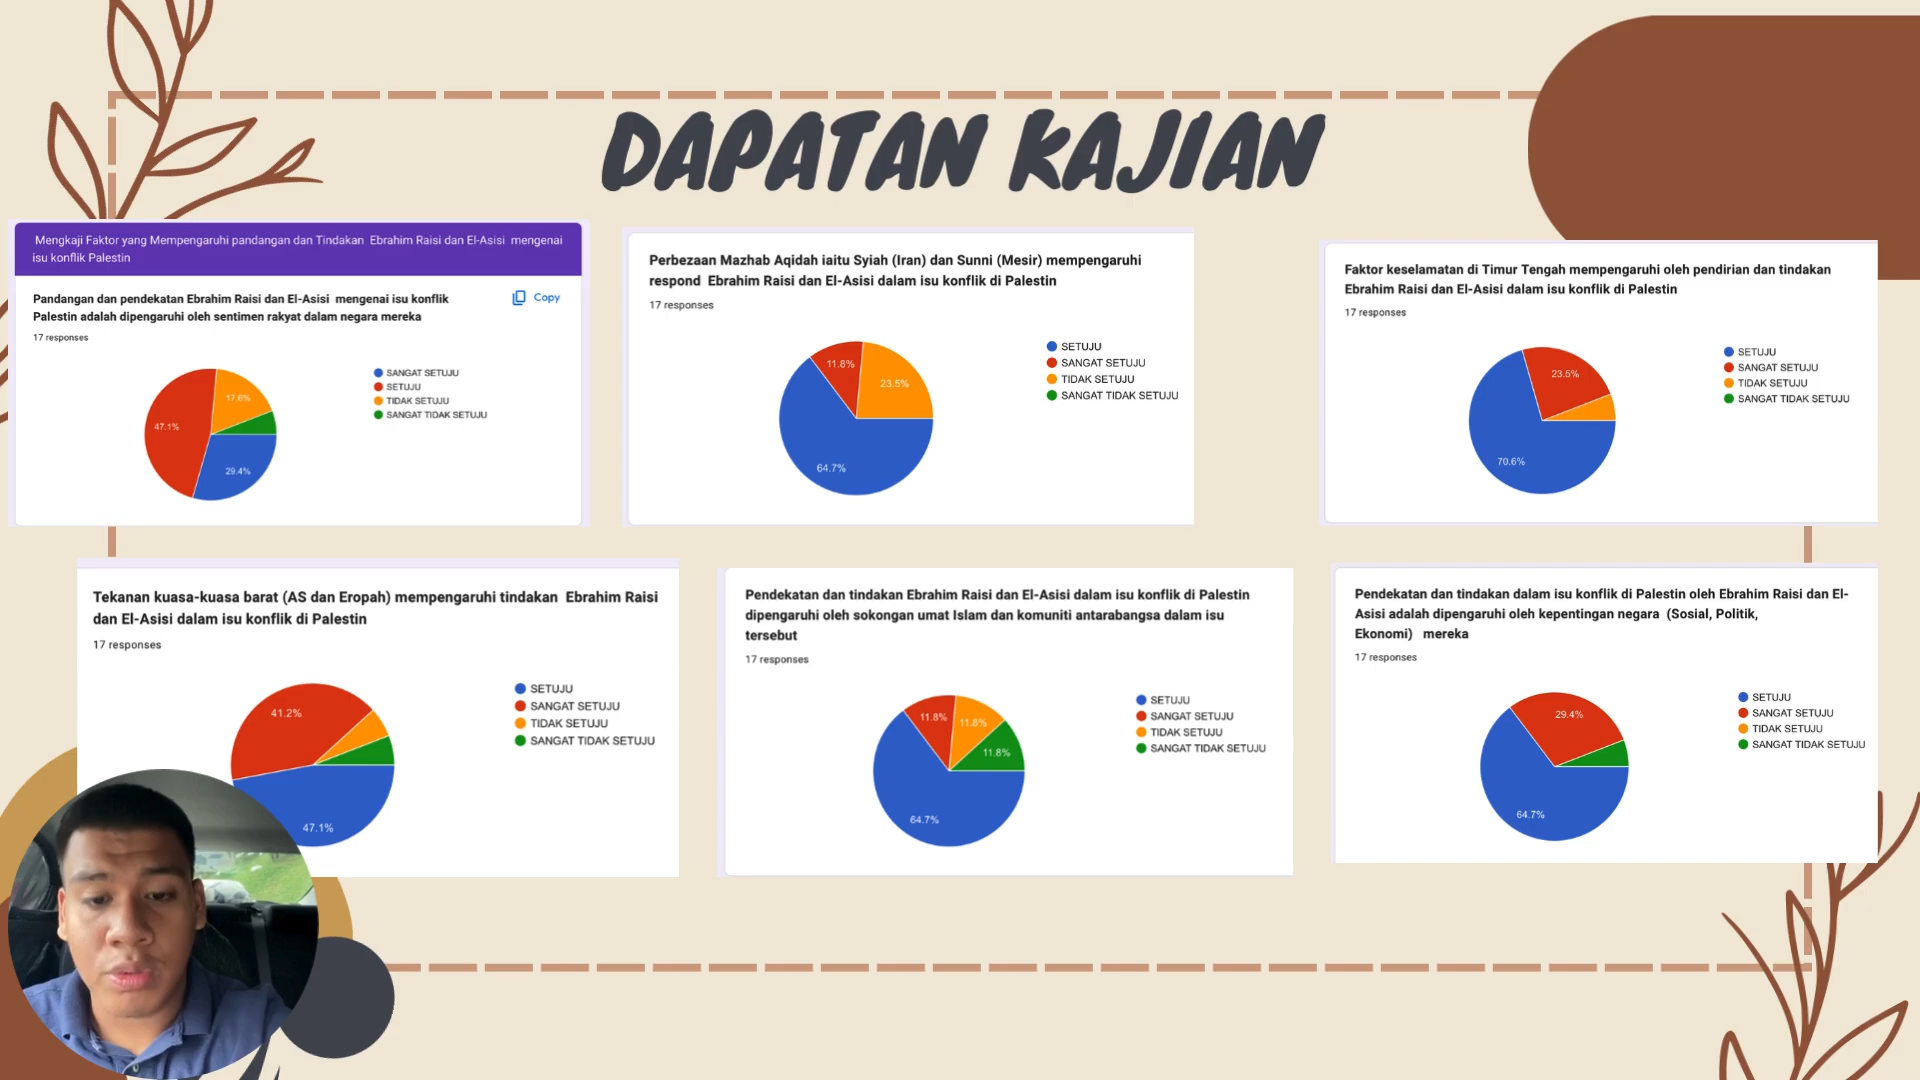 DAPATAN KAJIAN
Mengkaji Faktor yang Mempengaruhi pandangan dan Tindakan Ebrahim Raisi dan El-Asisi mengenai
isu konflik Palestin
Pandangan dan pendekatan Ebrahim Raisi dan El-Asisi mengenai isu konflik
Palestin adalah dipengaruhi oleh sentimen rakyat dalam negara mereka
Copy
17 responses
SANGAT SETUJU
SETUJU
TIDAK SETUJU
SANGAT TIDAK SETUJU
17.6%
47.1%
29.4%
Perbezaan Mazhab Aqidah iaitu Syiah (Iran) dan Sunni (Mesir) mempengaruhi
respond Ebrahim Raisi dan El-Asisi dalam isu konflik di Palestin
17 responses
SETUJU
SANGAT SETUJU
TIDAK SETUJU
SANGAT TIDAK SETUJU
11.8%
23.5%
64.7%
Faktor keselamatan di Timur Tengah mempengaruhi oleh pendirian dan tindakan
Ebrahim Raisi dan El-Asisi dalam isu konflik di Palestin
17 responses
SETUJU
SANGAT SETUJU
TIDAK SETUJU
SANGAT TIDAK SETUJU
23.5%
70.6%
Tekanan kuasa-kuasa barat (AS dan Eropah) mempengaruhi tindakan Ebrahim Raisi
dan El-Asisi dalam isu konflik di Palestin
17 responses
SETUJU
SANGAT SETUJU
TIDAK SETUJU
SANGAT TIDAK SETUJU
41.2%
47.1%
Pendekatan dan tindakan Ebrahim Raisi dan El-Asisi dalam isu konflik di Palestin
dipengaruhi oleh sokongan umat Islam dan komuniti antarabangsa dalam isu
tersebut
17 responses
SETUJU
SANGAT SETUJU
TIDAK SETUJU
SANGAT TIDAK SETUJU
11.8%
11.8%
11.8%
64.7%
Pendekatan dan tindakan dalam isu konflik di Palestin oleh Ebrahim Raisi dan El-
Asisi adalah dipengaruhi oleh kepentingan negara (Sosial, Politik,
Ekonomi) mereka
17 responses
SETUJU
SANGAT SETUJU
TIDAK SETUJU
SANGAT TIDAK SETUJU
29.4%
64.7%